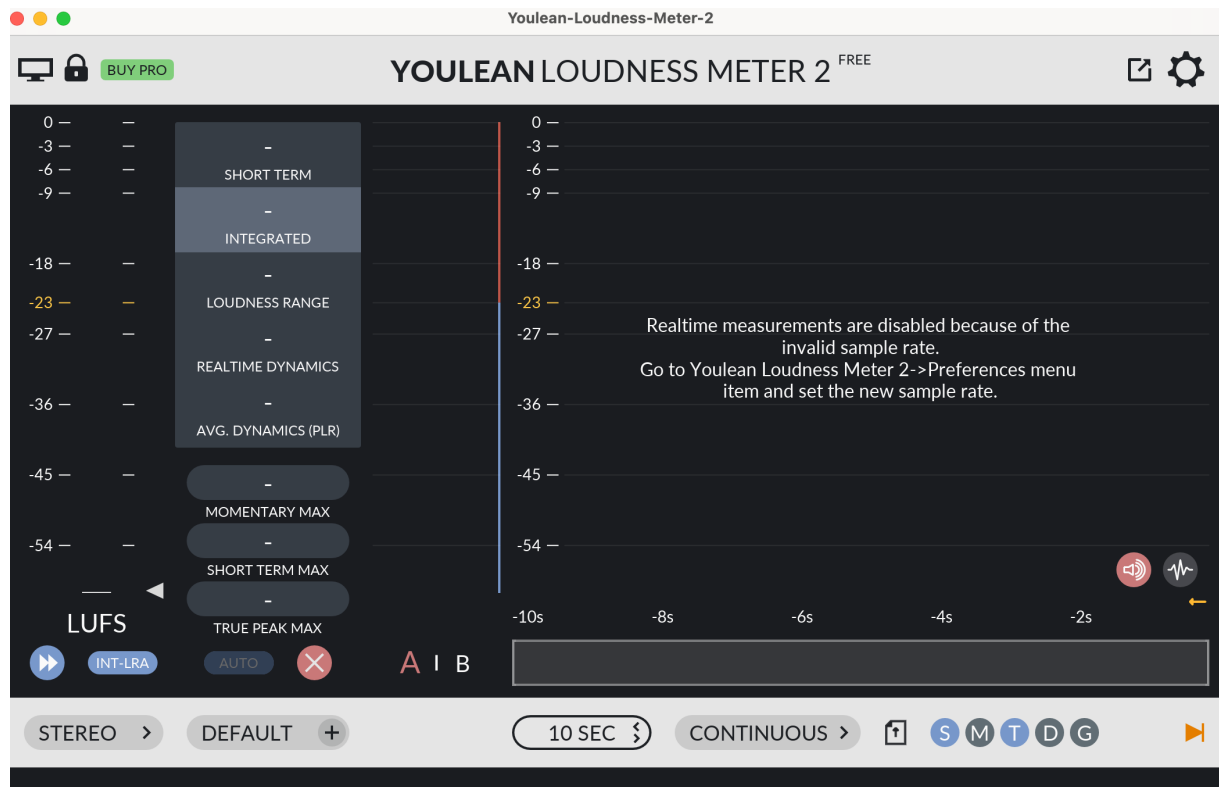 Youlean-Loudness-Meter-2
BUY PRO
YOULEAN LOUDNESS METER 2 FREE
0
-3
-6
-9
-18
-23
-27
-36
-45
-54
LUFS
INT-LRA
-
SHORT TERM
-
INTEGRATED
-
LOUDNESS RANGE
-
REALTIME DYNAMICS
-
AVG. DYNAMICS (PLR)
-
MOMENTARY MAX
-
SHORT TERM MAX
-
TRUE PEAK MAX
AUTO
0
-3
-6
-9
-18
-23
-27
-36
-45
-54
Realtime measurements are disabled because of the
invalid sample rate.
Go to Youlean Loudness Meter 2->Preferences menu
item and set the new sample rate.
-10s -8s -6s -4s -2s
A I B
STEREO > DEFAULT + 10 SEC CONTINUOUS > S M T D G